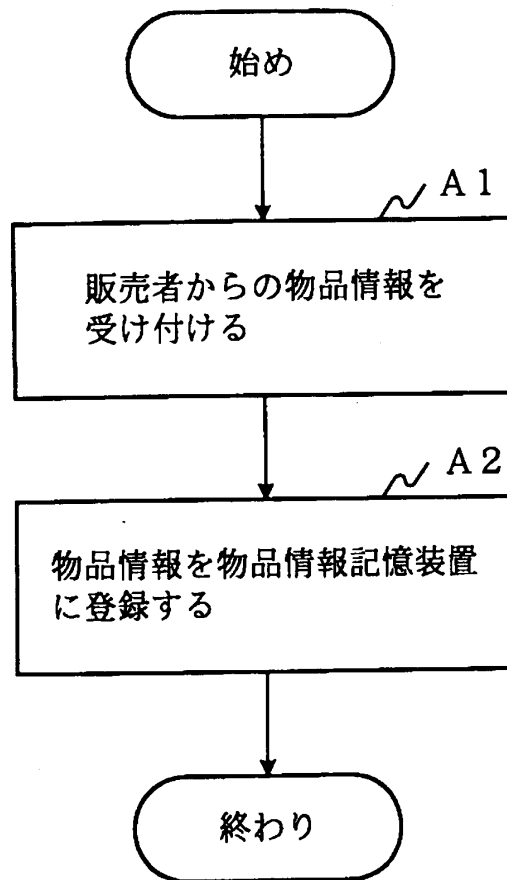 始め
A1
販売者からの物品情報を
受け付ける
A2
物品情報を物品情報記憶装置
に登録する
終わり